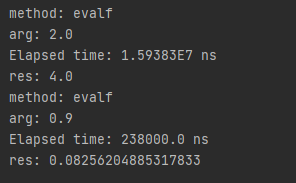 method: evalf
arg: 2.0
Elapsed time: 1.59383E7 ns
res: 4.0
method: evalf
arg: 0.9
Elapsed time: 238000.0 ns
res: 0.08256204885317833